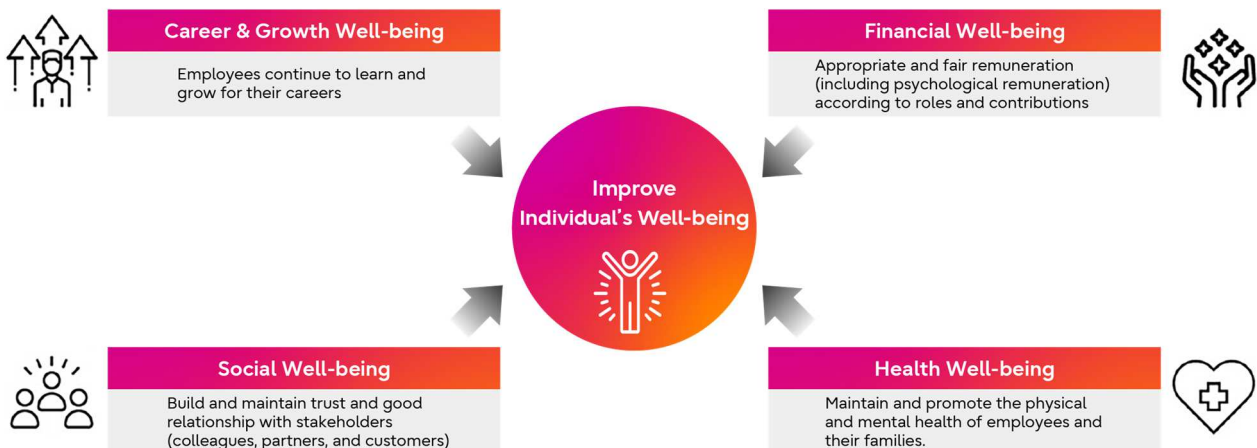 Career & Growth Well-being
Employees continue to learn and
grow for their careers
Financial Well-being
Appropriate and fair remuneration
(including psychological remuneration)
according to roles and contributions
Improve
Individual's Well-being
Social Well-being
Build and maintain trust and good
relationship with stakeholders
(colleagues, partners, and customers)
Health Well-being
Maintain and promote the physical
and mental health of employees and
their families.